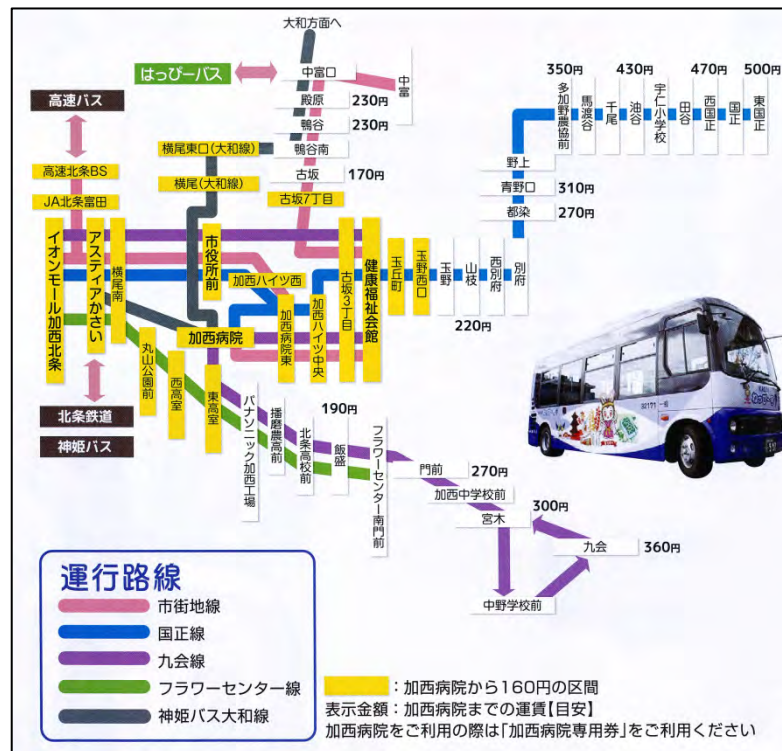 大和方面へ
はっぴーバス
中富口
中富
殿原
230円
鴨谷
230円
鴨谷南
古坂
170円
古坂7丁目
高速バス
高速北条BS
JA北条富田
横尾東口(大和線)
横尾(大和線)
イオンモール加西北条
アスティアかさい
横尾南
市役所前
加西ハイツ西
加西病院
加西病院東
加西ハイツ中央
古坂3丁目
健康福祉会館
玉丘町
玉野西口
玉野
山枝
西別府
別府
220円
都染
270円
青野口
310円
野上
350円
多加野農協前
馬渡谷
千尾
430円
油谷
宇仁小学校
田谷
470円
西国正
国正
500円
東国正
北条鉄道
神姫バス
丸山公園前
西高室
東高室
パナソニック加西工場
播磨農高前
北条高校前
190円
飯盛
フラワーセンター南門前
門前
270円
加西中学校前
宮木
300円
九会
360円
中野学校前
運行路線
市街地線
国正線
九会線
フラワーセンター線
神姫バス大和線
:加西病院から160円の区間
表示金額:加西病院までの運賃【目安】
加西病院をご利用の際は「加西病院専用券」をご利用ください